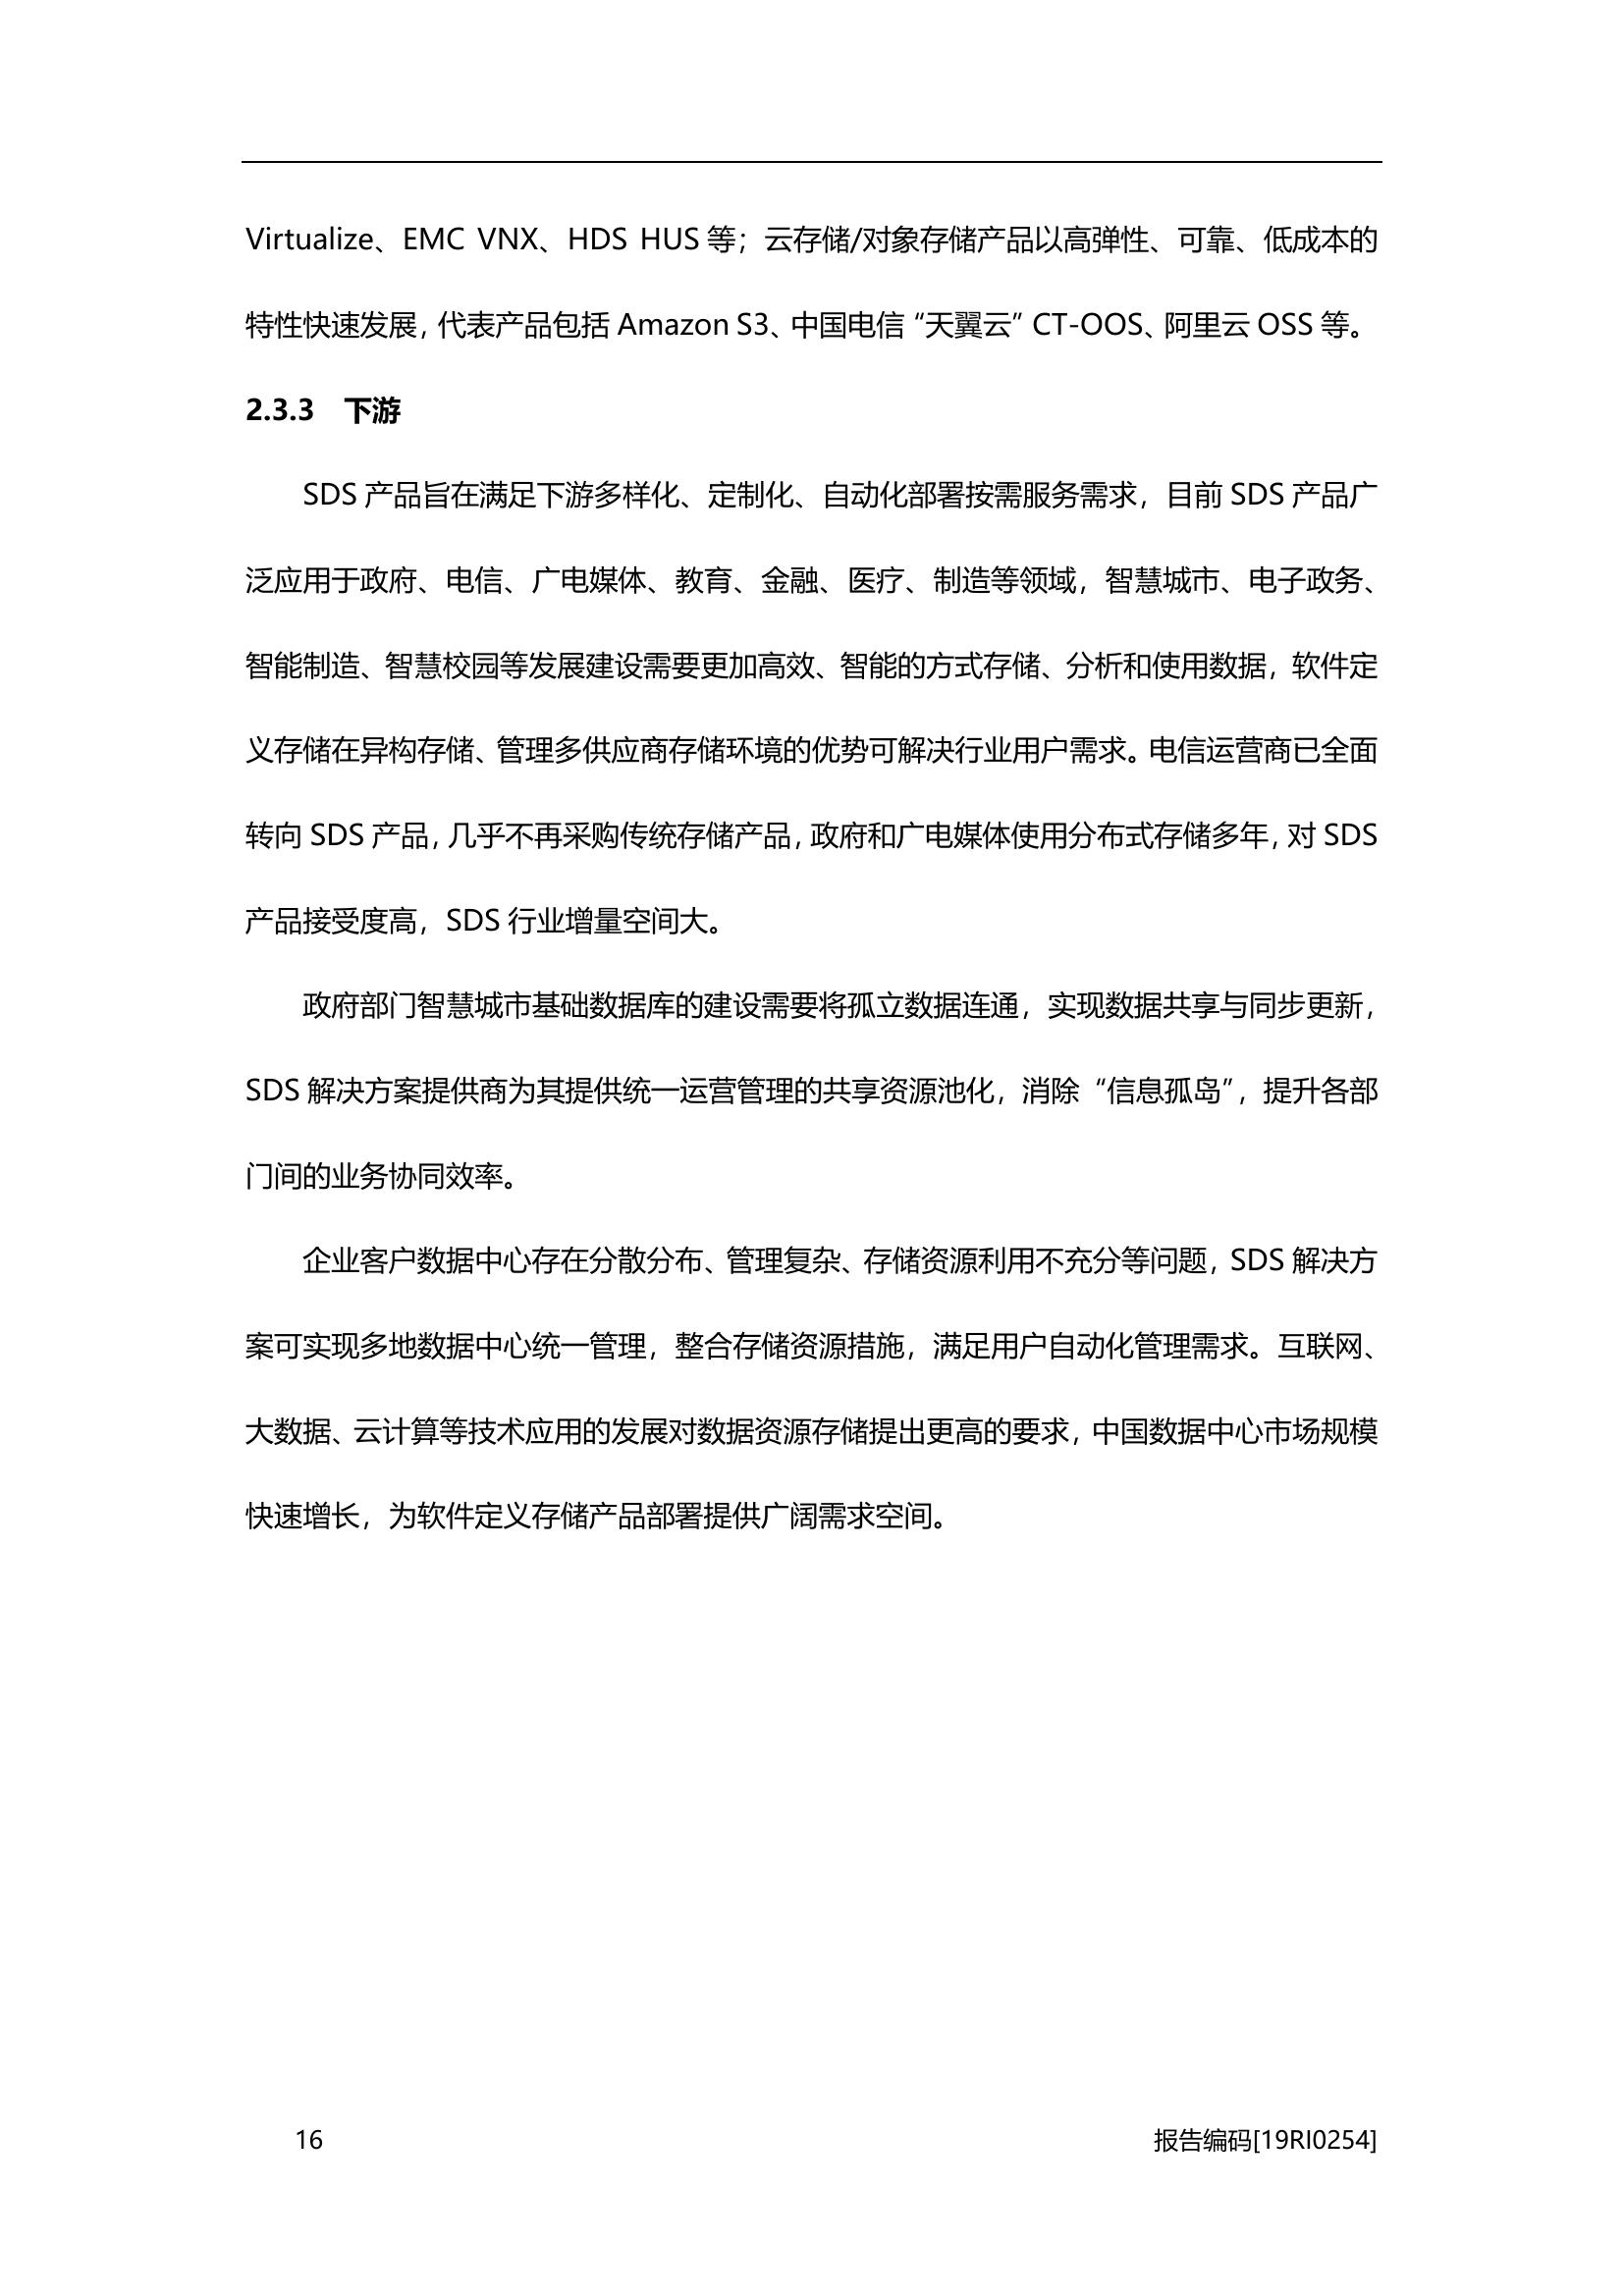 Virtualize、EMC VNX、HDS HUS 等；云存储/对象存储产品以高弹性、可靠、低成本的
特性快速发展，代表产品包括 Amazon S3、中国电信“天翼云”CT-OOS、阿里云 OSS 等。
2.3.3 下游
SDS 产品旨在满足下游多样化、定制化、自动化部署按需服务需求，目前 SDS 产品广
泛应用于政府、电信、广电媒体、教育、金融、医疗、制造等领域，智慧城市、电子政务、
智能制造、智慧校园等发展建设需要更加高效、智能的方式存储、分析和使用数据，软件定
义存储在异构存储、管理多供应商存储环境的优势可解决行业用户需求。电信运营商已全面
转向 SDS 产品，几乎不再采购传统存储产品，政府和广电媒体使用分布式存储多年，对 SDS
产品接受度高，SDS 行业增量空间大。
政府部门智慧城市基础数据库的建设需要将孤立数据连通，实现数据共享与同步更新，
SDS 解决方案提供商为其提供统一运营管理的共享资源池化，消除“信息孤岛”，提升各部
门间的业务协同效率。
企业客户数据中心存在分散分布、管理复杂、存储资源利用不充分等问题，SDS 解决方
案可实现多地数据中心统一管理，整合存储资源措施，满足用户自动化管理需求。互联网、
大数据、云计算等技术应用的发展对数据资源存储提出更高的要求，中国数据中心市场规模
快速增长，为软件定义存储产品部署提供广阔需求空间。
16
报告编码[19RI0254]